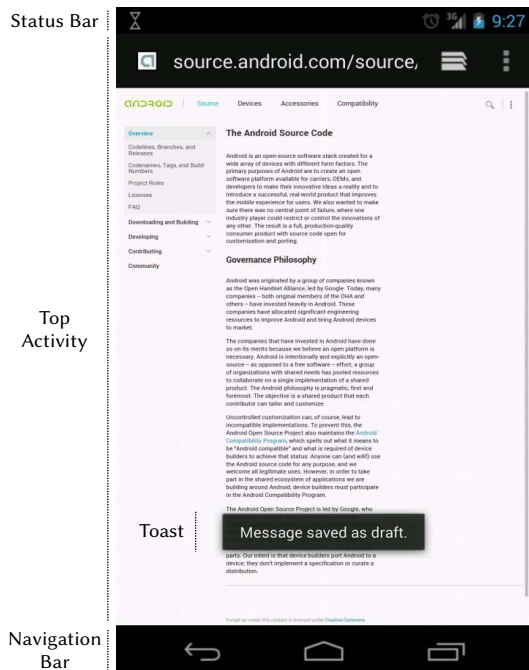 Status Bar
3G
9:27
source.android.com/source,
ANDROID
Source Devices Accessories Compatibility
Overview
Codelines, Branches, and
Releases
Codenames, Tags, and Build
Numbers
Project Roles
Licenses
FAQ
Downloading and Building
Developing
Contributing
Community
The Android Source Code
Android is an open-source software stack created for a
wide array of devices with different form factors. The
primary purposes of Android are to create an open
software platform available for carriers, OEMs, and
developers to make their innovative ideas a reality and to
introduce a successful, real-world product that improves
the mobile experience for users. We also wanted to make
sure there was no central point of failure, where one
industry player could restrict or control the innovations of
any other. The result is a full, production-quality
consumer product with source code open for
customization and porting.
Governance Philosophy
Android was originated by a group of companies known
as the Open Handset Alliance, led by Google. Today, many
companies – both original members of the OHA and
others – have invested heavily in Android. These
companies have allocated significant engineering
resources to improve Android and bring Android devices
to market.
The companies that have invested in Android have done
so on its merits because we believe an open platform is
necessary. Android is intentionally and explicitly an open-
source – as opposed to a free software – effort; a group
of organizations with shared needs has pooled resources
to collaborate on a single implementation of a shared
product. The Android philosophy is pragmatic, first and
foremost. The objective is a shared product that each
contributor can tailor and customize.
Uncontrolled customization can, of course, lead to
incompatible implementations. To prevent this, the
Android Open Source Project also maintains the Android
Compatibility Program, which spells out what it means to
be "Android compatible" and what is required of device
builders to achieve that status. Anyone can (and will!) use
the Android source code for any purpose, and we
welcome all legitimate uses. However, in order to take
part in the shared ecosystem of applications we are
building around Android, device builders must participate
in the Android Compatibility Program.
The Android Open Source Project is led by Google, who
Top
Activity
Toast
Message saved as draft.
parts. Our intent is that device builders port Android to a
device; they don't implement a specification or curate a
distribution.
Except as noted, this content is licensed under Creative Commons
Navigation
Bar